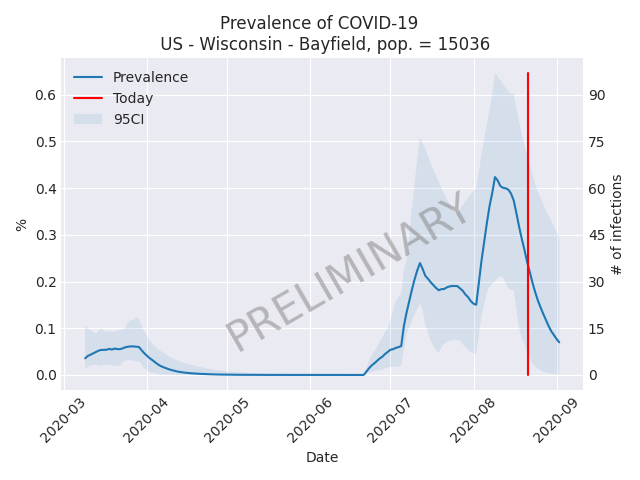 Prevalence of COVID-19
US - Wisconsin - Bayfield, pop. = 15036
Prevalence
Today
95CI
0.6
0.5
0.4
0.3
0.2
0.1
0.0
%
90
75
60
45
30
15
0
# of infections
PRELIMINARY
2020-03
2020-04
2020-05
2020-06
2020-07
2020-08
2020-09
Date